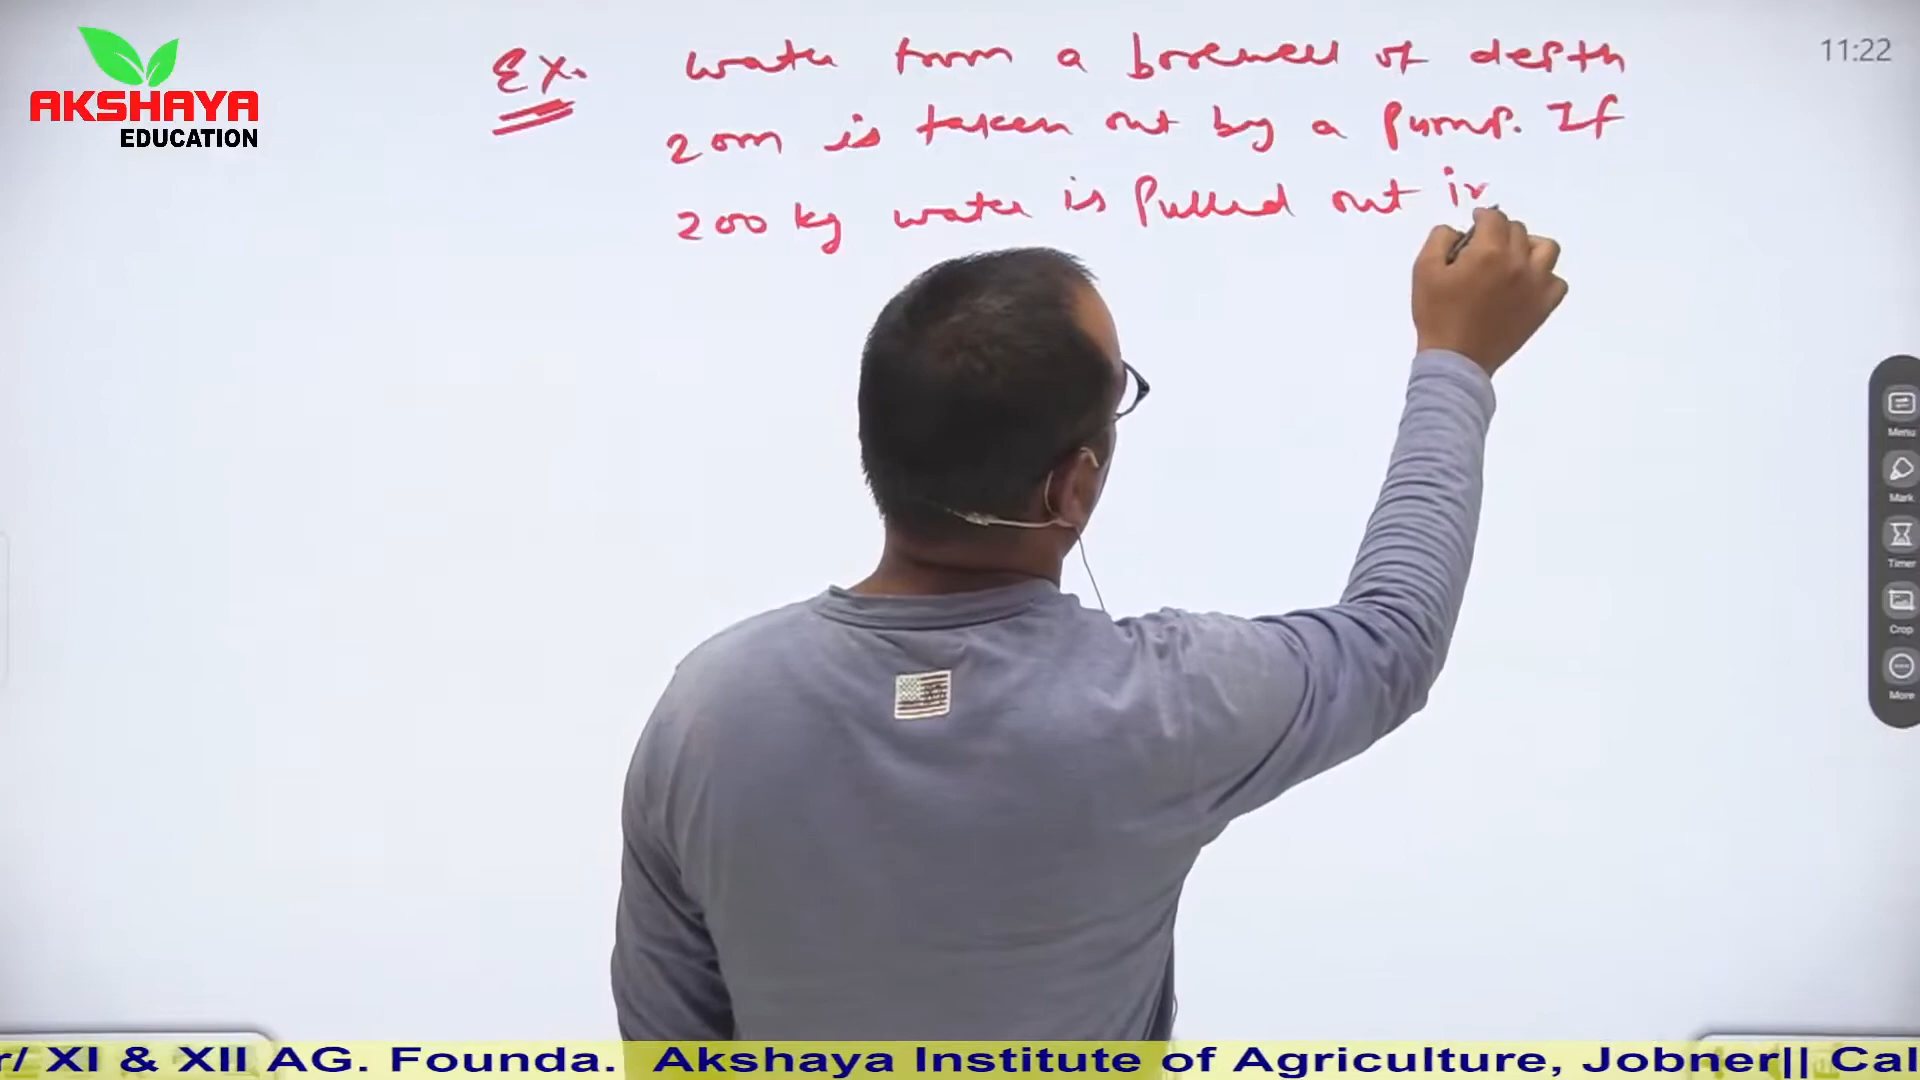 AKSHAYA
EDUCATION
Ex. water from a borewell of depth
20m is taken out by a pump. If
200 kg water is pulled out in
11:22
Menu
Mark
Timer
Crop
More
r/ XI & XII AG. Founda. Akshaya Institute of Agriculture, Jobner|| Cal